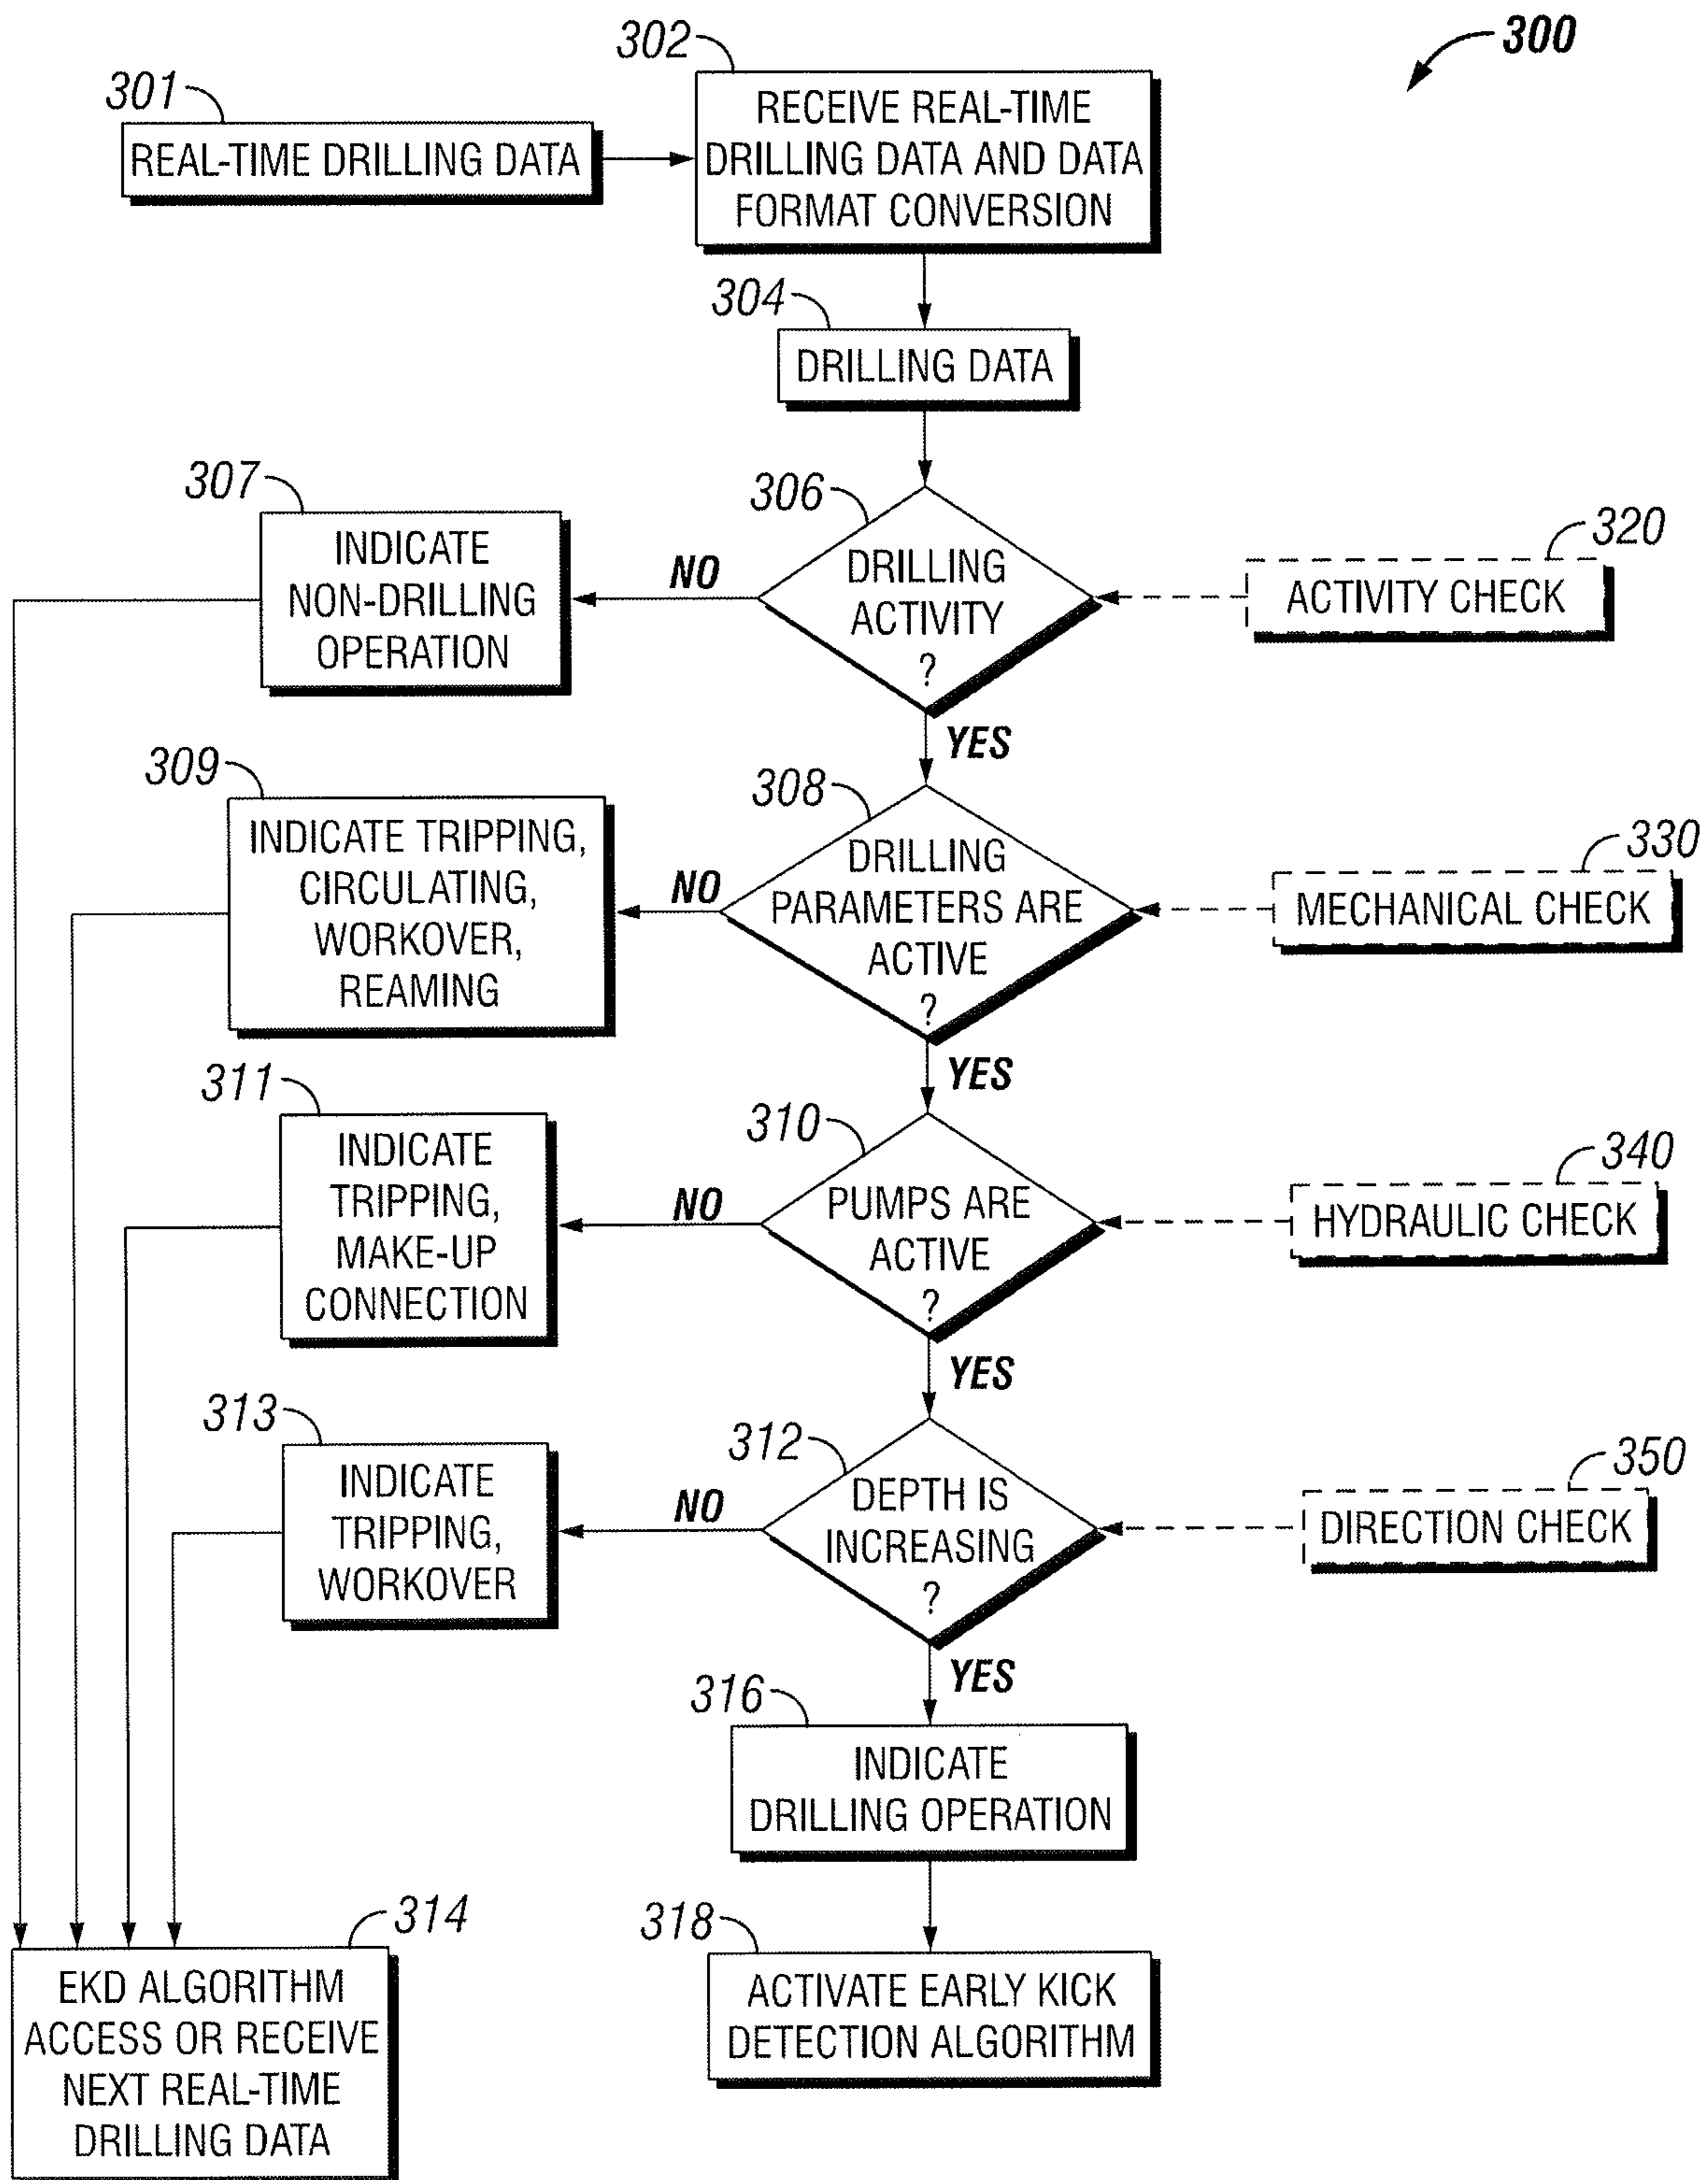 300
302
301
REAL-TIME DRILLING DATA
RECEIVE REAL-TIME
DRILLING DATA AND DATA
FORMAT CONVERSION
304
DRILLING DATA
307
INDICATE
NON-DRILLING
OPERATION
NO
306
DRILLING
ACTIVITY
?
320
ACTIVITY CHECK
YES
309
INDICATE TRIPPING,
CIRCULATING,
WORKOVER,
REAMING
NO
308
DRILLING
PARAMETERS ARE
ACTIVE
?
330
MECHANICAL CHECK
YES
311
INDICATE
TRIPPING,
MAKE-UP
CONNECTION
NO
310
PUMPS ARE
ACTIVE
?
340
HYDRAULIC CHECK
YES
313
INDICATE
TRIPPING,
WORKOVER
NO
312
DEPTH IS
INCREASING
?
350
DIRECTION CHECK
YES
316
INDICATE
DRILLING OPERATION
314
EKD ALGORITHM
ACCESS OR RECEIVE
NEXT REAL-TIME
DRILLING DATA
318
ACTIVATE EARLY KICK
DETECTION ALGORITHM